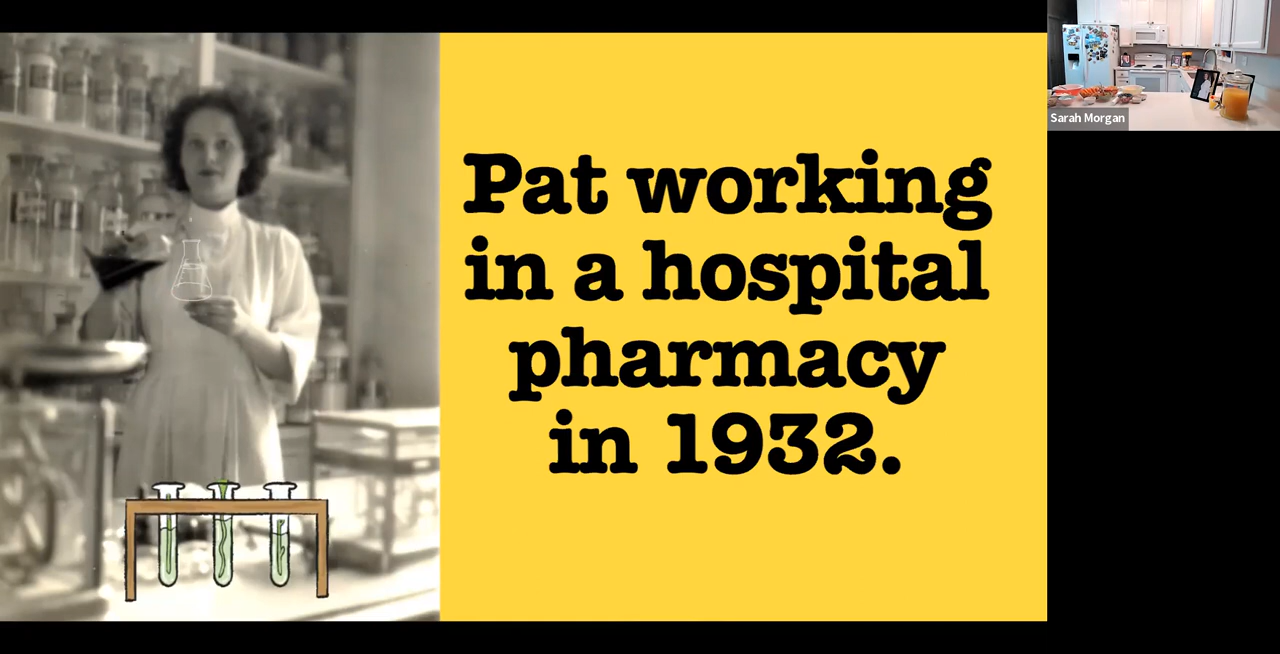 Pat working
in a hospital
pharmacy
in 1932.
Sarah Morgan